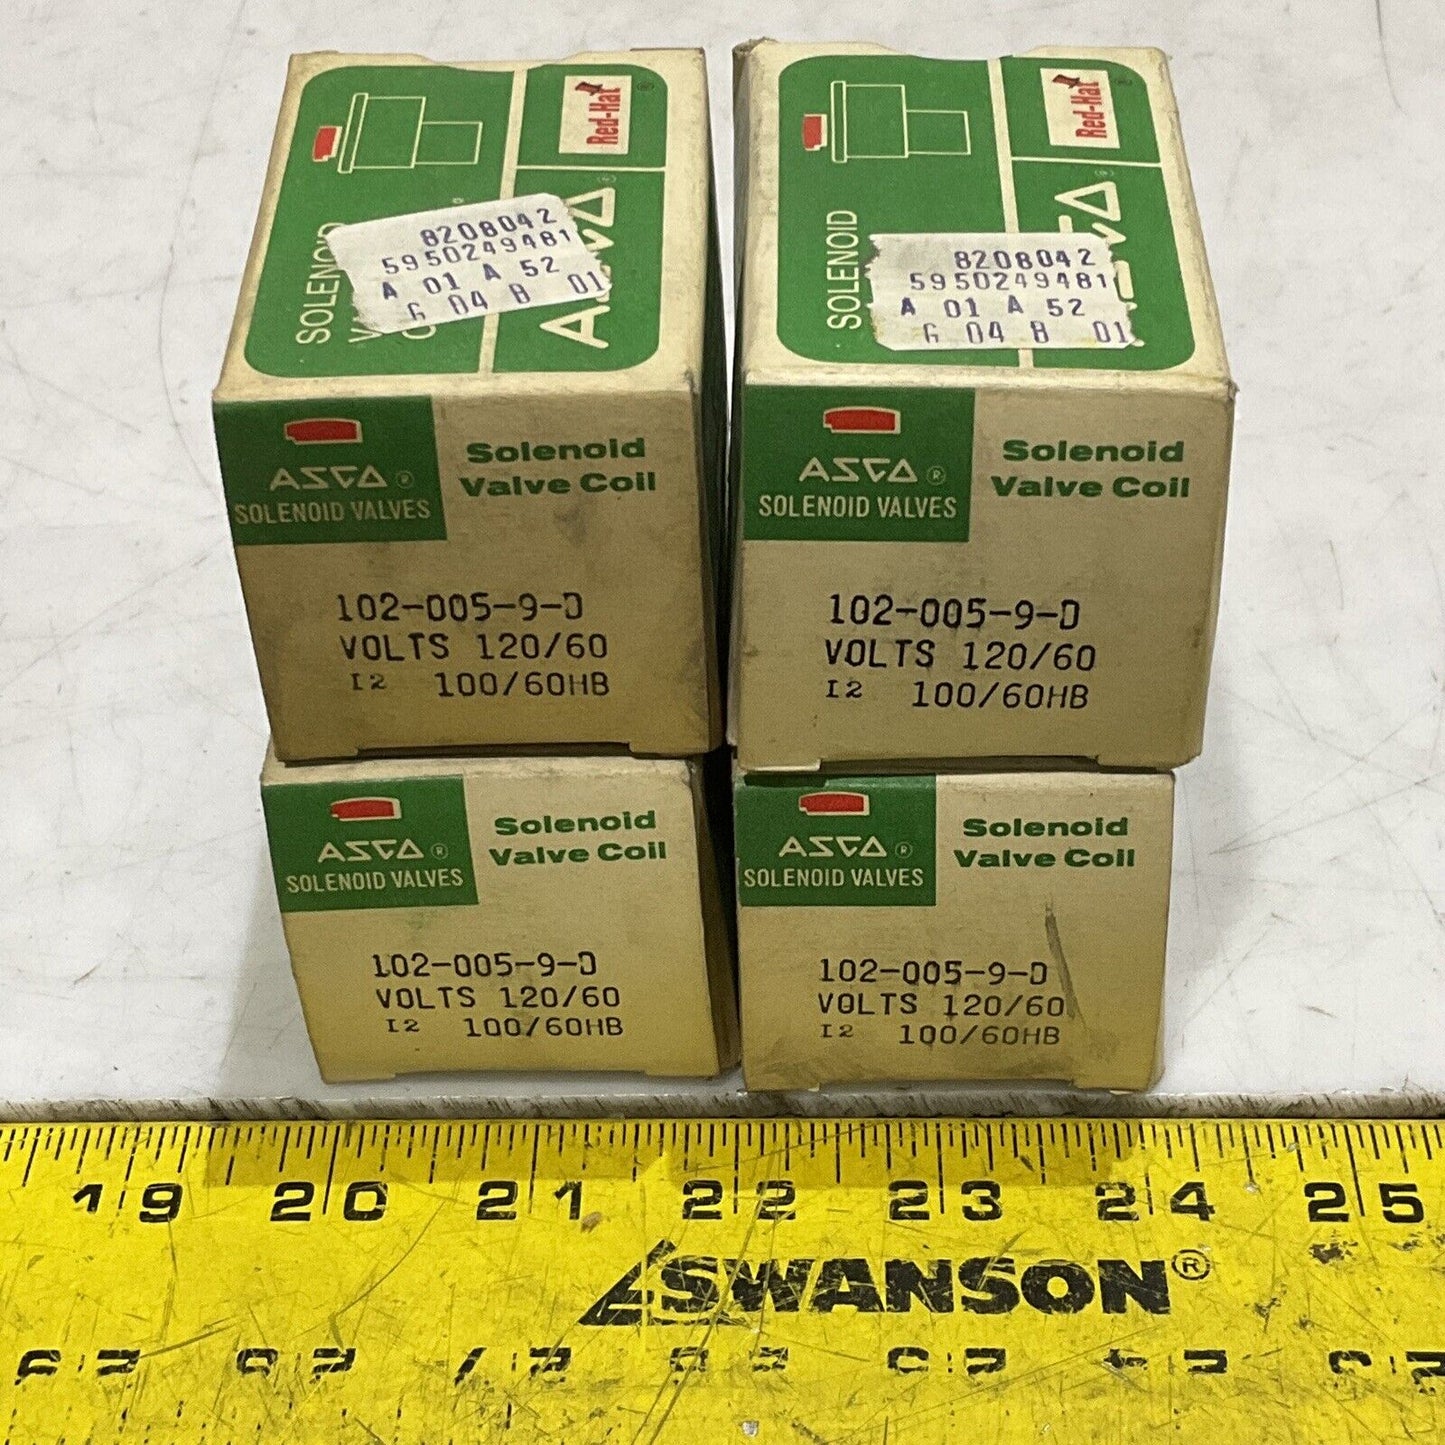 Red-Hat ®
SOLENOID
8208042
5950249481
A 01 A 52
G 04 B 01
Red-Hat ®
SOLENOID
8208042
5950249481
A 01 A 52
G 04 B 01
ASCO ®
SOLENOID VALVES
Solenoid
Valve Coil
102-005-9-D
VOLTS 120/60
I2 100/60HB
ASCO ®
SOLENOID VALVES
Solenoid
Valve Coil
102-005-9-D
VOLTS 120/60
I2 100/60HB
ASCO ®
SOLENOID VALVES
Solenoid
Valve Coil
102-005-9-D
VOLTS 120/60
I2 100/60HB
ASCO ®
SOLENOID VALVES
Solenoid
Valve Coil
102-005-9-D
VOLTS 120/60
I2 100/60HB
19 20 21 22 23 24 25
SWANSON ®